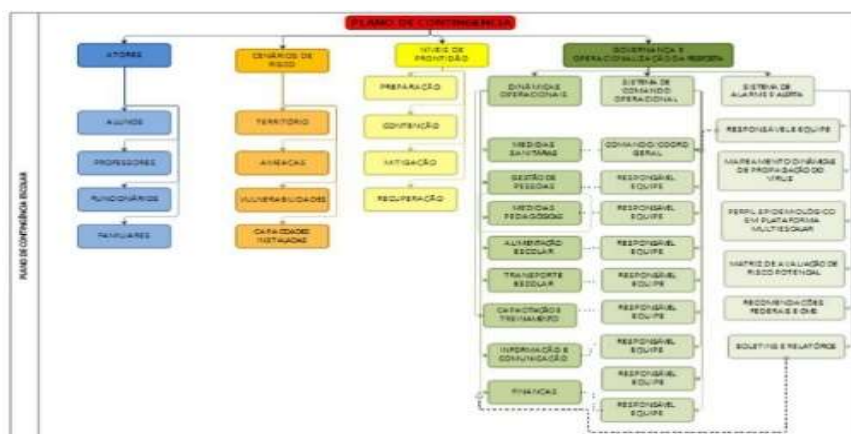 PLANO DE CONTINGÊNCIA
PLANO DE CONTINGÊNCIA ESCOLAR
ATORES
ALUNOS
PROFESSORES
FUNCIONÁRIOS
FAMILIARES
CENÁRIOS DE
RISCO
TERRITÓRIO
AMEAÇAS
VULNERABILIDADES
CAPACIDADES
INSTALADAS
NÍVEIS DE
PRONTIDÃO
PREPARAÇÃO
CONTENÇÃO
MITIGAÇÃO
RECUPERAÇÃO
GOVERNANÇA E
OPERACIONALIZAÇÃO DA RESPOSTA
DINÂMICAS
OPERACIONAIS
MEDIDAS
SANITÁRIAS
GESTÃO DE
PESSOAS
MEDIDAS
PEDAGÓGICAS
ALIMENTAÇÃO
ESCOLAR
TRANSPORTE
ESCOLAR
CAPACITAÇÃO E
TREINAMENTO
INFORMAÇÃO E
COMUNICAÇÃO
FINANÇAS
SISTEMA DE
COMANDO
OPERACIONAL
COMANDO/COORD
GERAL
RESPONSÁVEL
EQUIPE
RESPONSÁVEL
EQUIPE
RESPONSÁVEL
EQUIPE
RESPONSÁVEL
EQUIPE
RESPONSÁVEL
EQUIPE
RESPONSÁVEL
EQUIPE
RESPONSÁVEL
EQUIPE
RESPONSÁVEL
EQUIPE
SISTEMA DE
ALARME E ALERTA
RESPONSÁVEL E EQUIPE
MAPEAMENTO DINÂMICAS
DE PROPAGAÇÃO DO
VÍRUS
PERFIL EPIDEMOLÓGICO
EM PLATAFORMA
MULTIESCALAR
MATRIZ DE AVALIAÇÃO DE
RISCO POTENCIAL
RECOMENDAÇÕES
FEDERAIS E OMS
BOLETINS E RELATÓRIOS